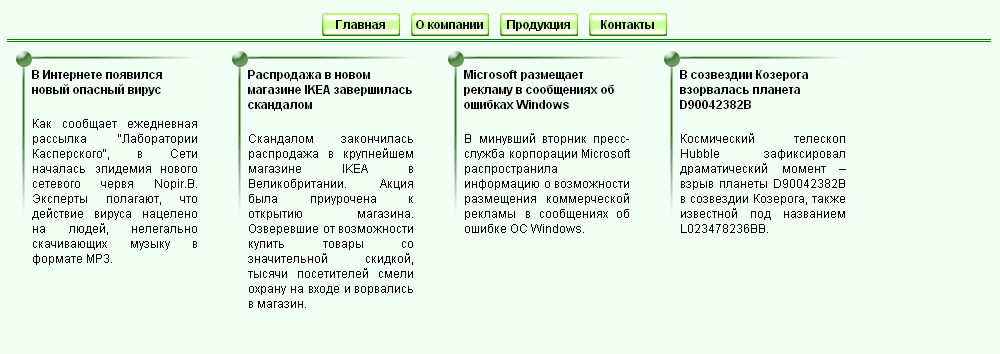 Главная
О компании
Продукция
Контакты
В Интернете появился
новый опасный вирус
Как сообщает ежедневная
рассылка "Лаборатории
Касперского", в Сети
началась эпидемия нового
сетевого червя Nopir.B.
Эксперты полагают, что
действие вируса нацелено
на людей, нелегально
скачивающих музыку в
формате MP3.
Распродажа в новом
магазине IKEA завершилась
скандалом
Скандалом закончилась
распродажа в крупнейшем
магазине IKEA в
Великобритании. Акция
была приурочена к
открытию магазина.
Озверевшие от возможности
купить товары со
значительной скидкой,
тысячи посетителей смели
охрану на входе и ворвались
в магазин.
Microsoft размещает
рекламу в сообщениях об
ошибках Windows
В минувший вторник пресс-
служба корпорации Microsoft
распространила
информацию о возможности
размещения коммерческой
рекламы в сообщениях об
ошибке ОС Windows.
В созвездии Козерога
взорвалась планета
D90042382B
Космический телескоп
Hubble зафиксировал
драматический момент –
взрыв планеты D90042382B
в созвездии Козерога, также
известной под названием
L023478236BB.